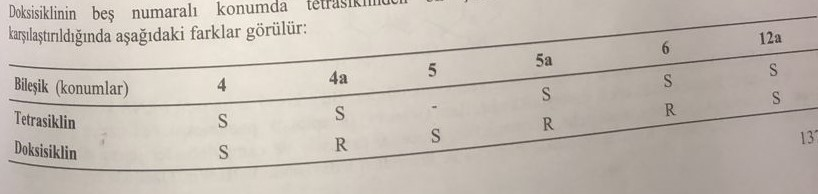 Doksisiklinin beş numaralı konumda
karşılaştırıldığında aşağıdaki farklar görülür:
Bileşik (konumlar) 4 4a 5 5a 6 12a
Tetrasiklin S S - S S S
Doksisiklin S R S R R S